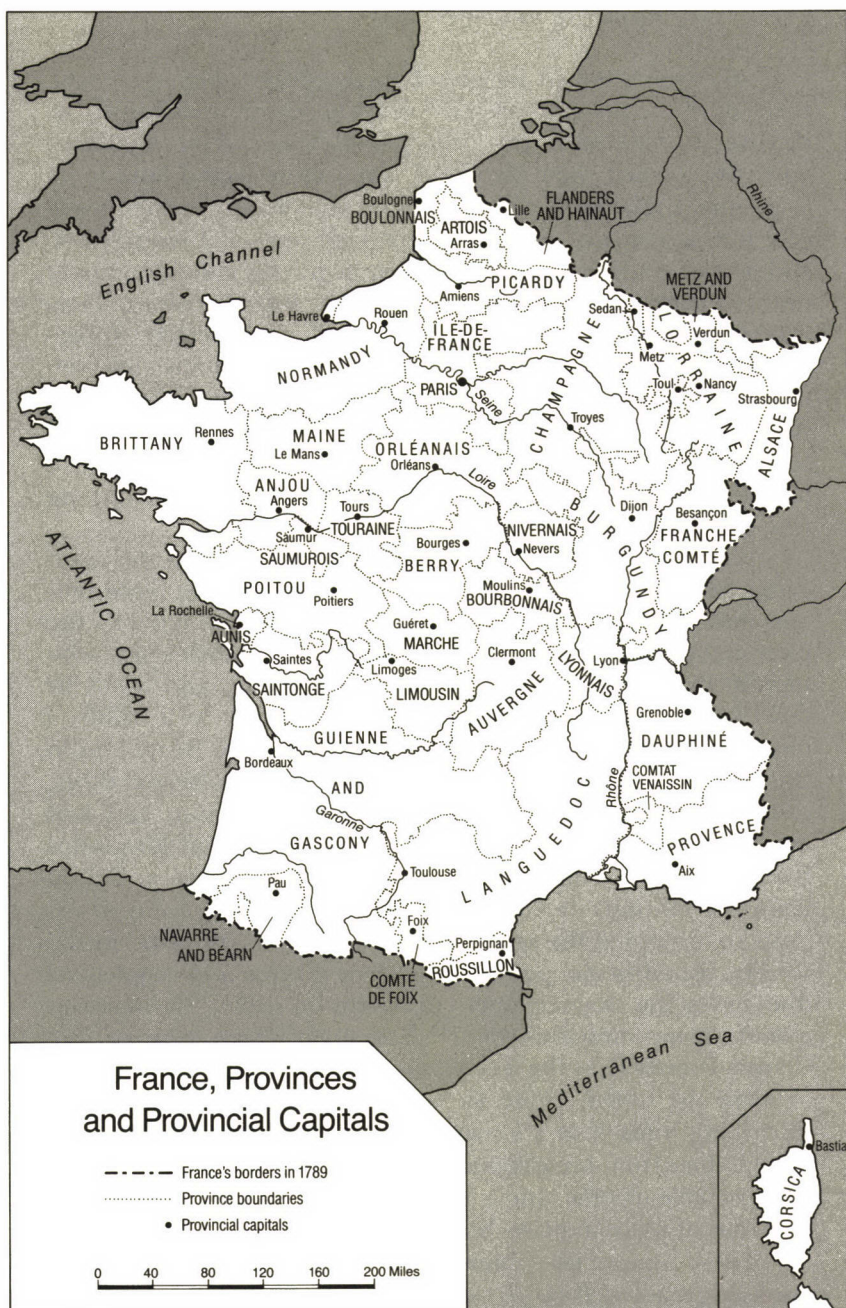 Rhine
Boulogne
BOULONNAIS
Lille
FLANDERS
AND HAINAUT
ARTOIS
Arras
English Channel
PICARDY
Amiens
METZ AND
VERDUN
Le Havre
Rouen
Sedan
LORRAINE
Verdun
ÎLE-DE-
FRANCE
Metz
NORMANDY
CHAMPAGNE
PARIS
Seine
Toul
Nancy
Strasbourg
ALSACE
Troyes
BRITTANY
Rennes
MAINE
Le Mans
ORLÉANAIS
Orléans
Loire
ANJOU
Angers
Tours
TOURAINE
BURGUNDY
Dijon
Besançon
FRANCHE
COMTÉ
Saumur
SAUMUROIS
Bourges
BERRY
NIVERNAIS
Nevers
ATLANTIC OCEAN
POITOU
Poitiers
Moulins
BOURBONNAIS
La Rochelle
AUNIS
Guéret
MARCHE
Saintes
SAINTONGE
Limoges
LIMOUSIN
Clermont
AUVERGNE
LYONNAIS
Lyon
Grenoble
DAUPHINÉ
GUIENNE
Bordeaux
AND
COMTAT
VENAISSIN
Rhône
Garonne
GASCONY
LANGUEDOC
PROVENCE
Aix
Toulouse
Pau
NAVARRE
AND BÉARN
Foix
Perpignan
ROUSSILLON
COMTÉ
DE FOIX
Mediterranean Sea
France, Provinces
and Provincial Capitals
France's borders in 1789
Province boundaries
Provincial capitals
0 40 80 120 160 200 Miles
Bastia
CORSICA